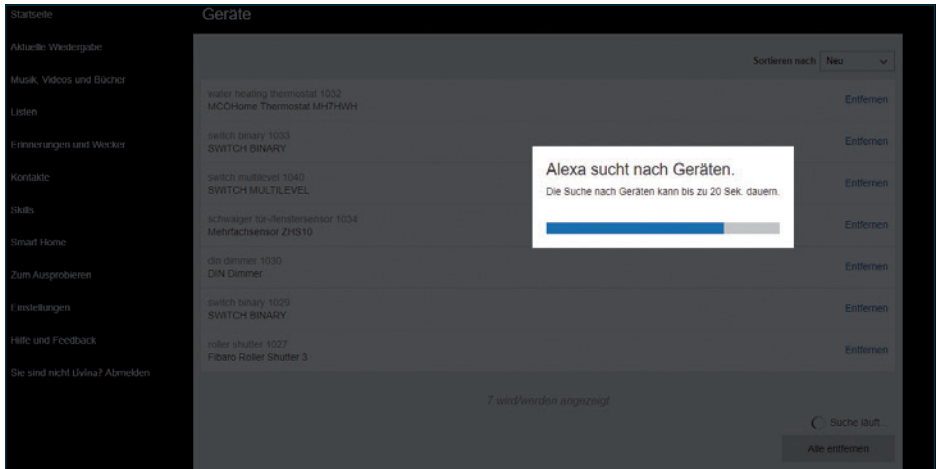 Startseite
Aktuelle Wiedergabe
Musik, Videos und Bücher
Listen
Erinnerungen und Wecker
Kontakte
Skills
Smart Home
Zum Ausprobieren
Einstellungen
Hilfe und Feedback
Sie sind nicht Livina? Abmelden
Geräte
Sortieren nach Neu
water heating thermostat 1032
MCOHome Thermostat MH7HWH
Entfernen
switch binary 1033
SWITCH BINARY
Entfernen
switch multilevel 1040
SWITCH MULTILEVEL
Entfernen
schwaiger tür-/fenstersensor 1034
Mehrfachsensor ZHS10
Entfernen
din dimmer 1030
DIN Dimmer
Entfernen
switch binary 1029
SWITCH BINARY
Entfernen
roller shutter 1027
Fibaro Roller Shutter 3
Entfernen
7 wird/werden angezeigt
Suche läuft...
Alle entfernen
Alexa sucht nach Geräten.
Die Suche nach Geräten kann bis zu 20 Sek. dauern.